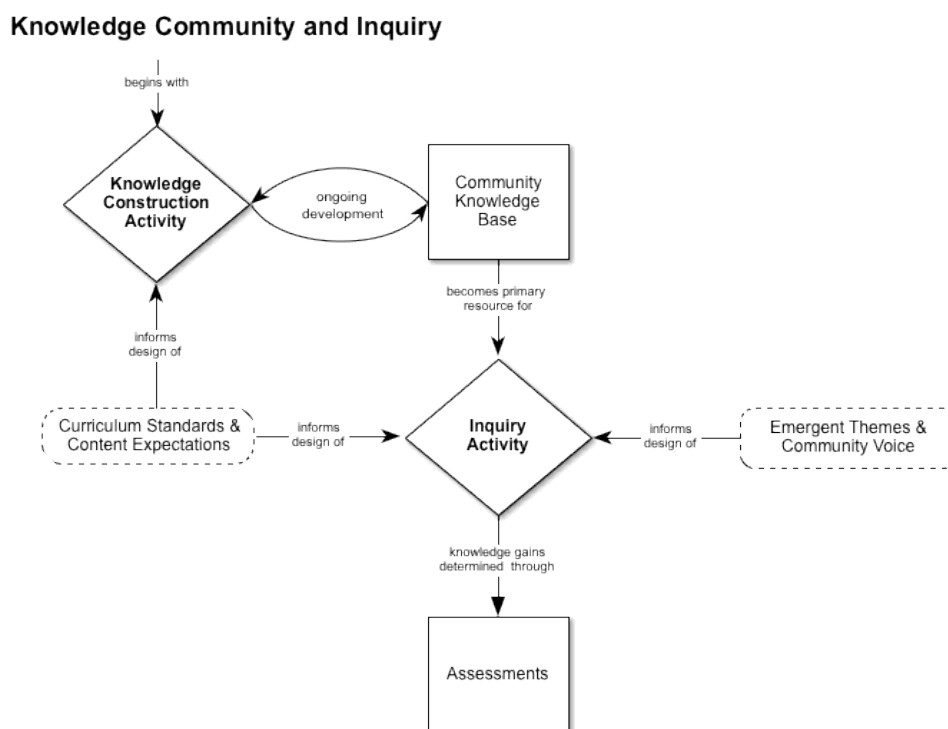 Knowledge Community and Inquiry
begins with
Knowledge
Construction
Activity
ongoing
development
Community
Knowledge
Base
becomes primary
resource for
informs
design of
Curriculum Standards &
Content Expectations
informs
design of
Inquiry
Activity
informs
design of
Emergent Themes &
Community Voice
knowledge gains
determined through
Assessments